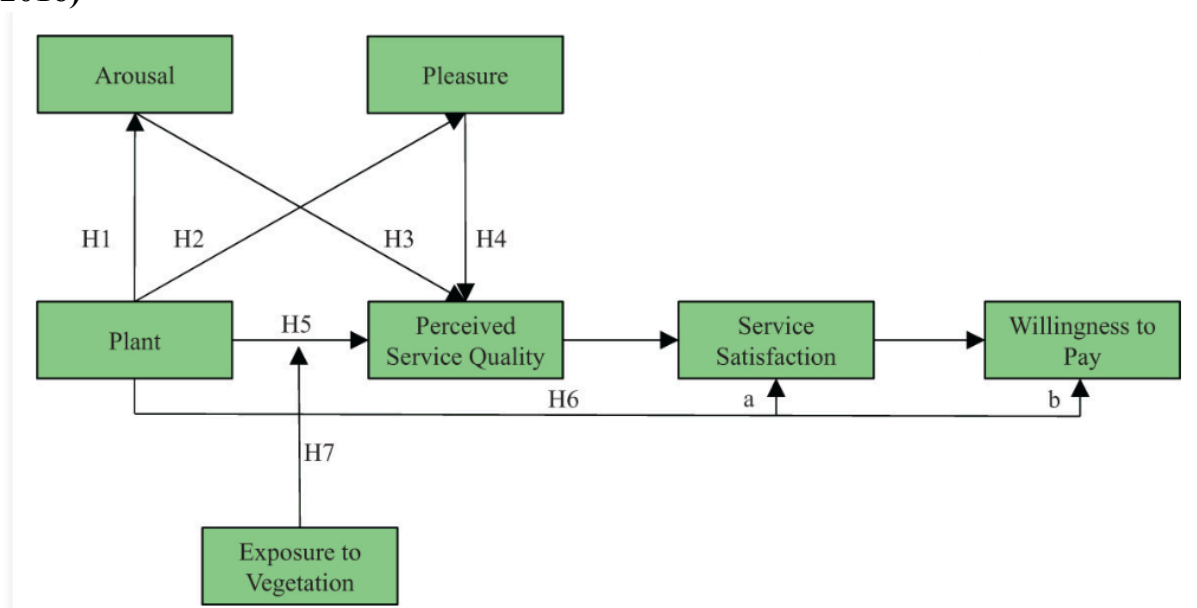 Arousal
Pleasure
H1
H2
H3
H4
Plant
H5
Perceived
Service Quality
Service
Satisfaction
Willingness to
Pay
H6
a
b
H7
Exposure to
Vegetation